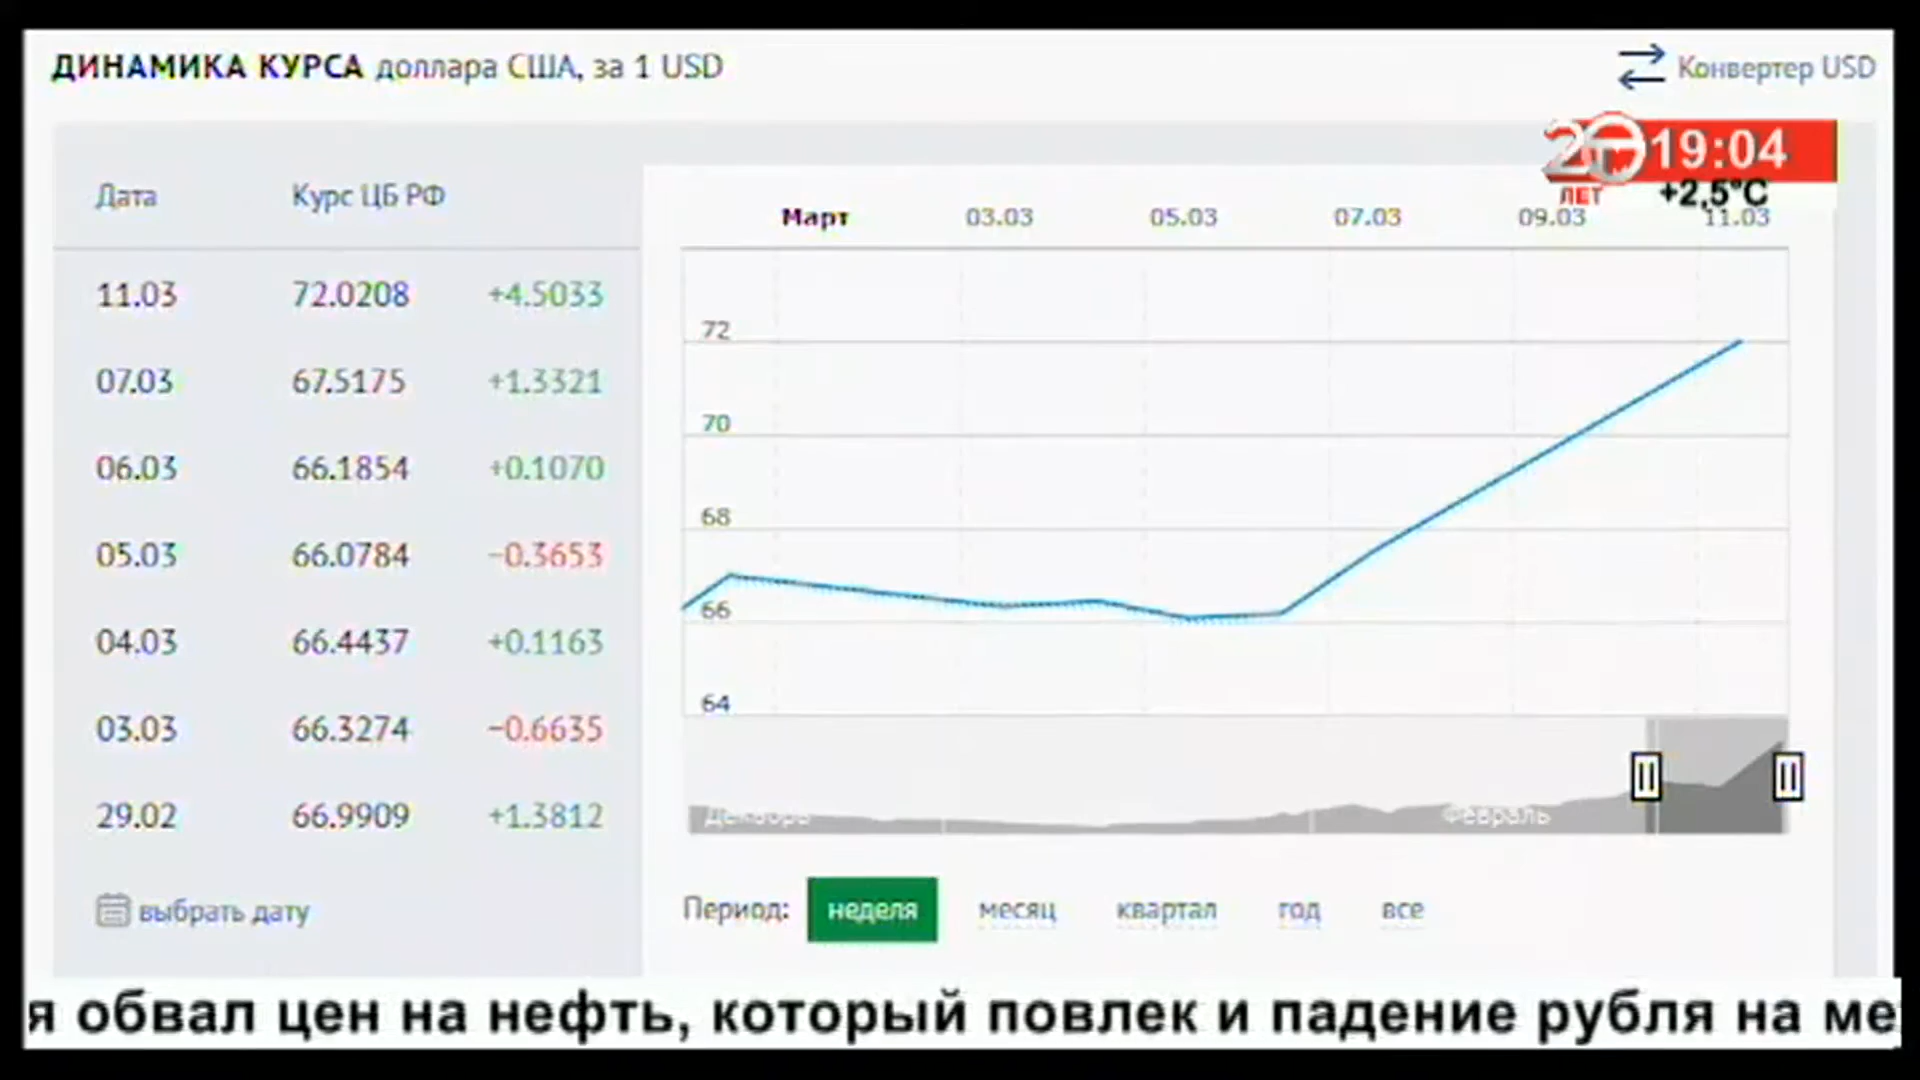 ДИНАМИКА КУРСА доллара США, за 1 USD
Конвертер USD
20 ЛЕТ
19:04
+2,5°C
Дата Курс ЦБ РФ
11.03 72.0208 +4.5033
07.03 67.5175 +1.3321
06.03 66.1854 +0.1070
05.03 66.0784 −0.3653
04.03 66.4437 +0.1163
03.03 66.3274 −0.6635
29.02 66.9909 +1.3812
выбрать дату
Март 03.03 05.03 07.03 09.03 11.03
72
70
68
66
64
Декабрь Февраль
Период: неделя месяц квартал год все
я обвал цен на нефть, который повлек и падение рубля на ме